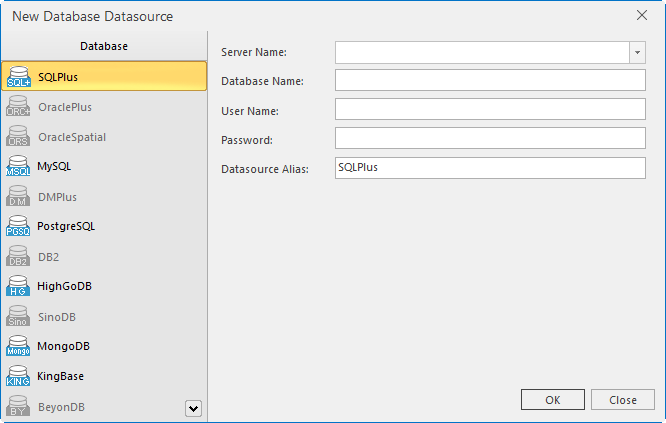 New Database Datasource
Database
SQL+ SQLPlus
ORC+ OraclePlus
ORS OracleSpatial
MSQL MySQL
DM DMPlus
PGSQ PostgreSQL
DB2 DB2
HG HighGoDB
Sino SinoDB
Mongo MongoDB
KING KingBase
BY BeyonDB
Server Name:
Database Name:
User Name:
Password:
Datasource Alias: SQLPlus
OK Close